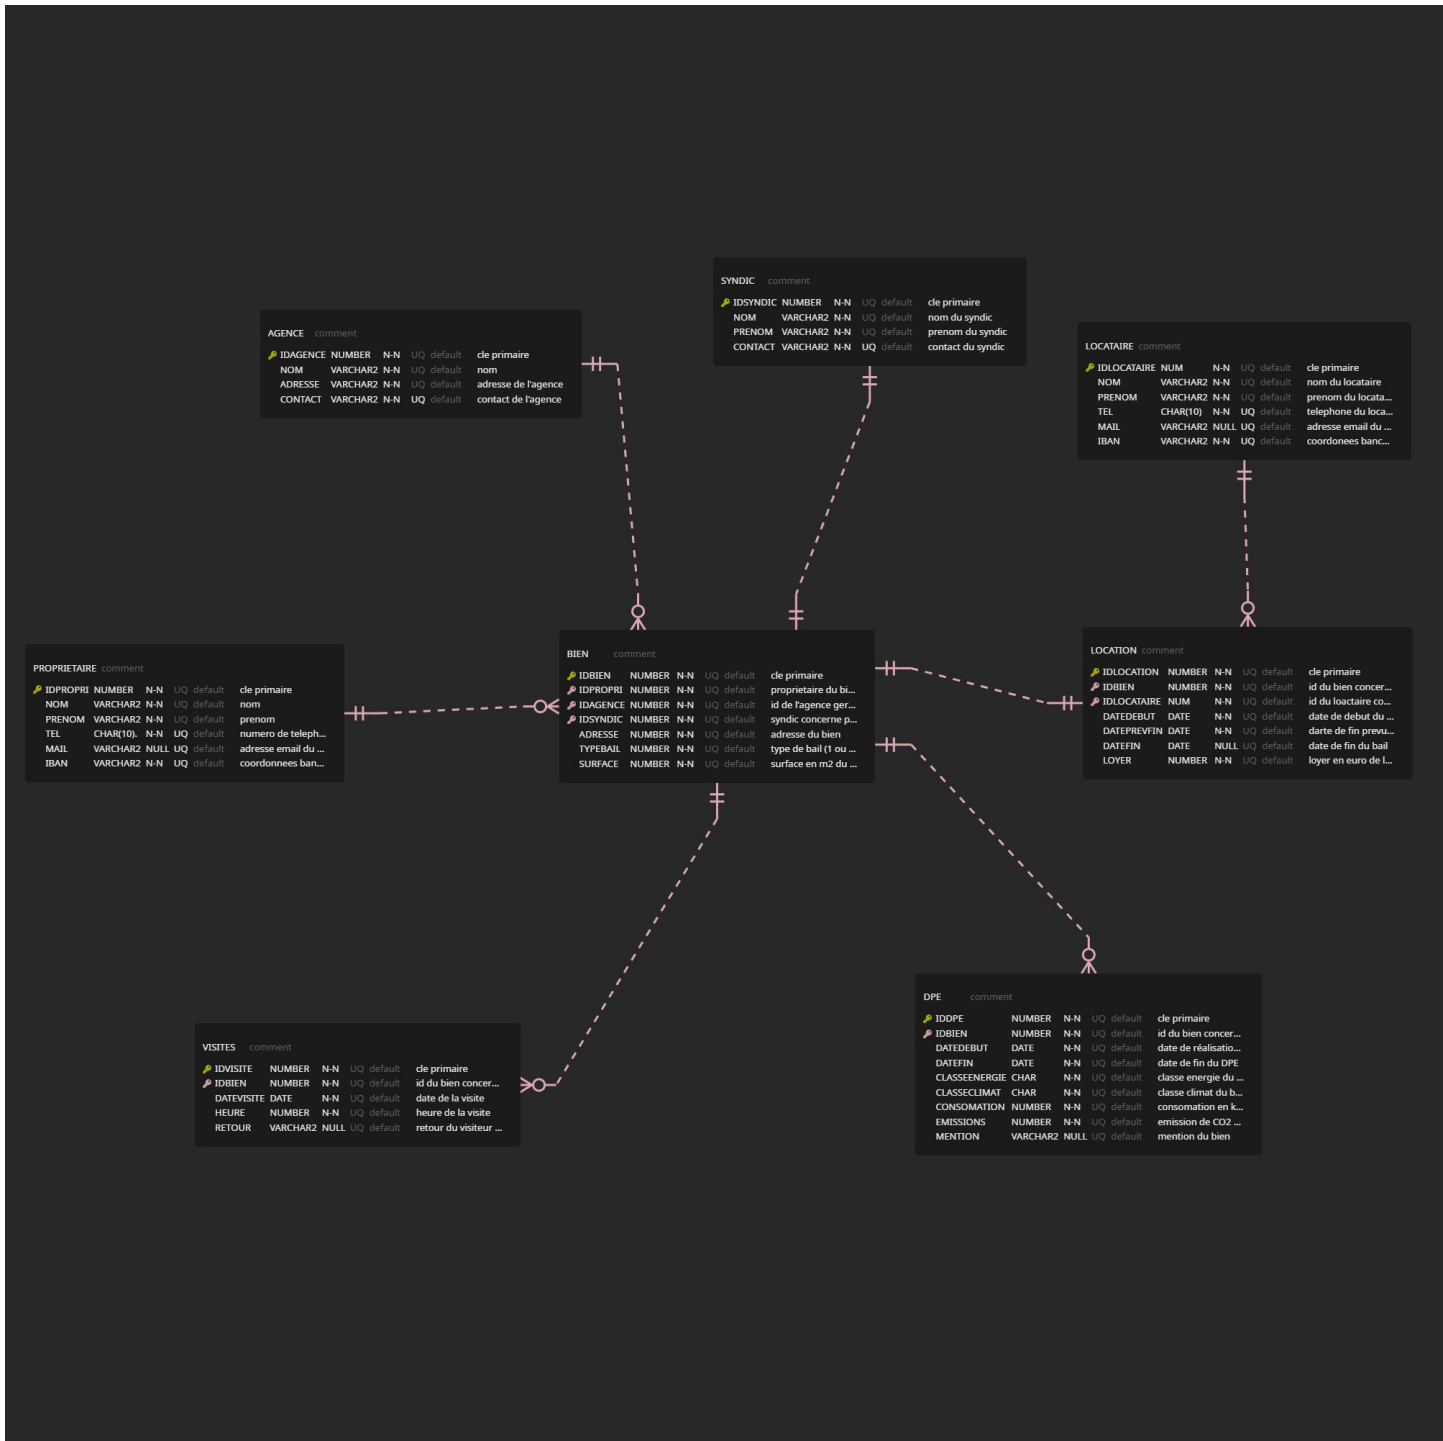 SYNDIC comment
IDSYNDIC NUMBER N-N UQ default cle primaire
NOM VARCHAR2 N-N UQ default nom du syndic
PRENOM VARCHAR2 N-N UQ default prenom du syndic
CONTACT VARCHAR2 N-N UQ default contact du syndic
AGENCE comment
IDAGENCE NUMBER N-N UQ default cle primaire
NOM VARCHAR2 N-N UQ default nom
ADRESSE VARCHAR2 N-N UQ default adresse de l'agence
CONTACT VARCHAR2 N-N UQ default contact de l'agence
LOCATAIRE comment
IDLOCATAIRE NUM N-N UQ default cle primaire
NOM VARCHAR2 N-N UQ default nom du locataire
PRENOM VARCHAR2 N-N UQ default prenom du locata...
TEL CHAR(10) N-N UQ default telephone du loca...
MAIL VARCHAR2 NULL UQ default adresse email du ...
IBAN VARCHAR2 N-N UQ default coordonees banc...
PROPRIETAIRE comment
IDPROPRI NUMBER N-N UQ default cle primaire
NOM VARCHAR2 N-N UQ default nom
PRENOM VARCHAR2 N-N UQ default prenom
TEL CHAR(10). N-N UQ default numero de teleph...
MAIL VARCHAR2 NULL UQ default adresse email du ...
IBAN VARCHAR2 N-N UQ default coordonnees ban...
BIEN comment
IDBIEN NUMBER N-N UQ default cle primaire
IDPROPRI NUMBER N-N UQ default proprietaire du bi...
IDAGENCE NUMBER N-N UQ default id de l'agence ger...
IDSYNDIC NUMBER N-N UQ default syndic concerne p...
ADRESSE NUMBER N-N UQ default adresse du bien
TYPEBAIL NUMBER N-N UQ default type de bail (1 ou ...
SURFACE NUMBER N-N UQ default surface en m2 du ...
LOCATION comment
IDLOCATION NUMBER N-N UQ default cle primaire
IDBIEN NUMBER N-N UQ default id du bien concer...
IDLOCATAIRE NUM N-N UQ default id du loactaire co...
DATEDEBUT DATE N-N UQ default date de debut du ...
DATEPREVFIN DATE N-N UQ default darte de fin prevu...
DATEFIN DATE NULL UQ default date de fin du bail
LOYER NUMBER N-N UQ default loyer en euro de l...
VISITES comment
IDVISITE NUMBER N-N UQ default cle primaire
IDBIEN NUMBER N-N UQ default id du bien concer...
DATEVISITE DATE N-N UQ default date de la visite
HEURE NUMBER N-N UQ default heure de la visite
RETOUR VARCHAR2 NULL UQ default retour du visiteur ...
DPE comment
IDDPE NUMBER N-N UQ default cle primaire
IDBIEN NUMBER N-N UQ default id du bien concer...
DATEDEBUT DATE N-N UQ default date de réalisatio...
DATEFIN DATE N-N UQ default date de fin du DPE
CLASSEENERGIE CHAR N-N UQ default classe energie du ...
CLASSECLIMAT CHAR N-N UQ default classe climat du b...
CONSOMATION NUMBER N-N UQ default consomation en k...
EMISSIONS NUMBER N-N UQ default emission de CO2 ...
MENTION VARCHAR2 NULL UQ default mention du bien